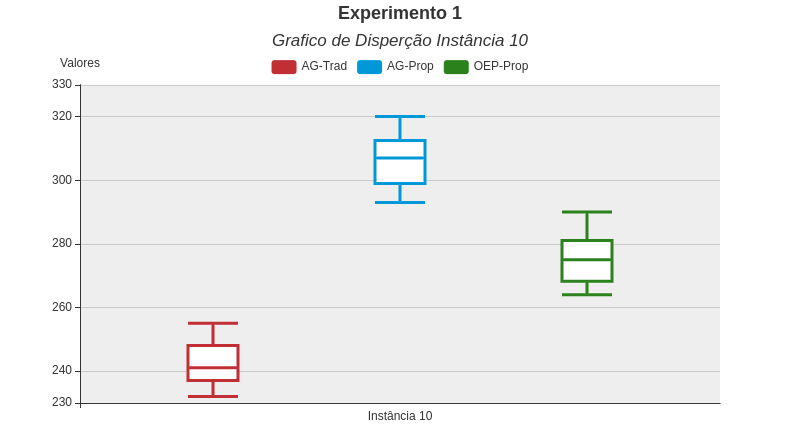 Experimento 1
Grafico de Disperção Instância 10
Valores
AG-Trad AG-Prop OEP-Prop
330
320
300
280
260
240
230
Instância 10